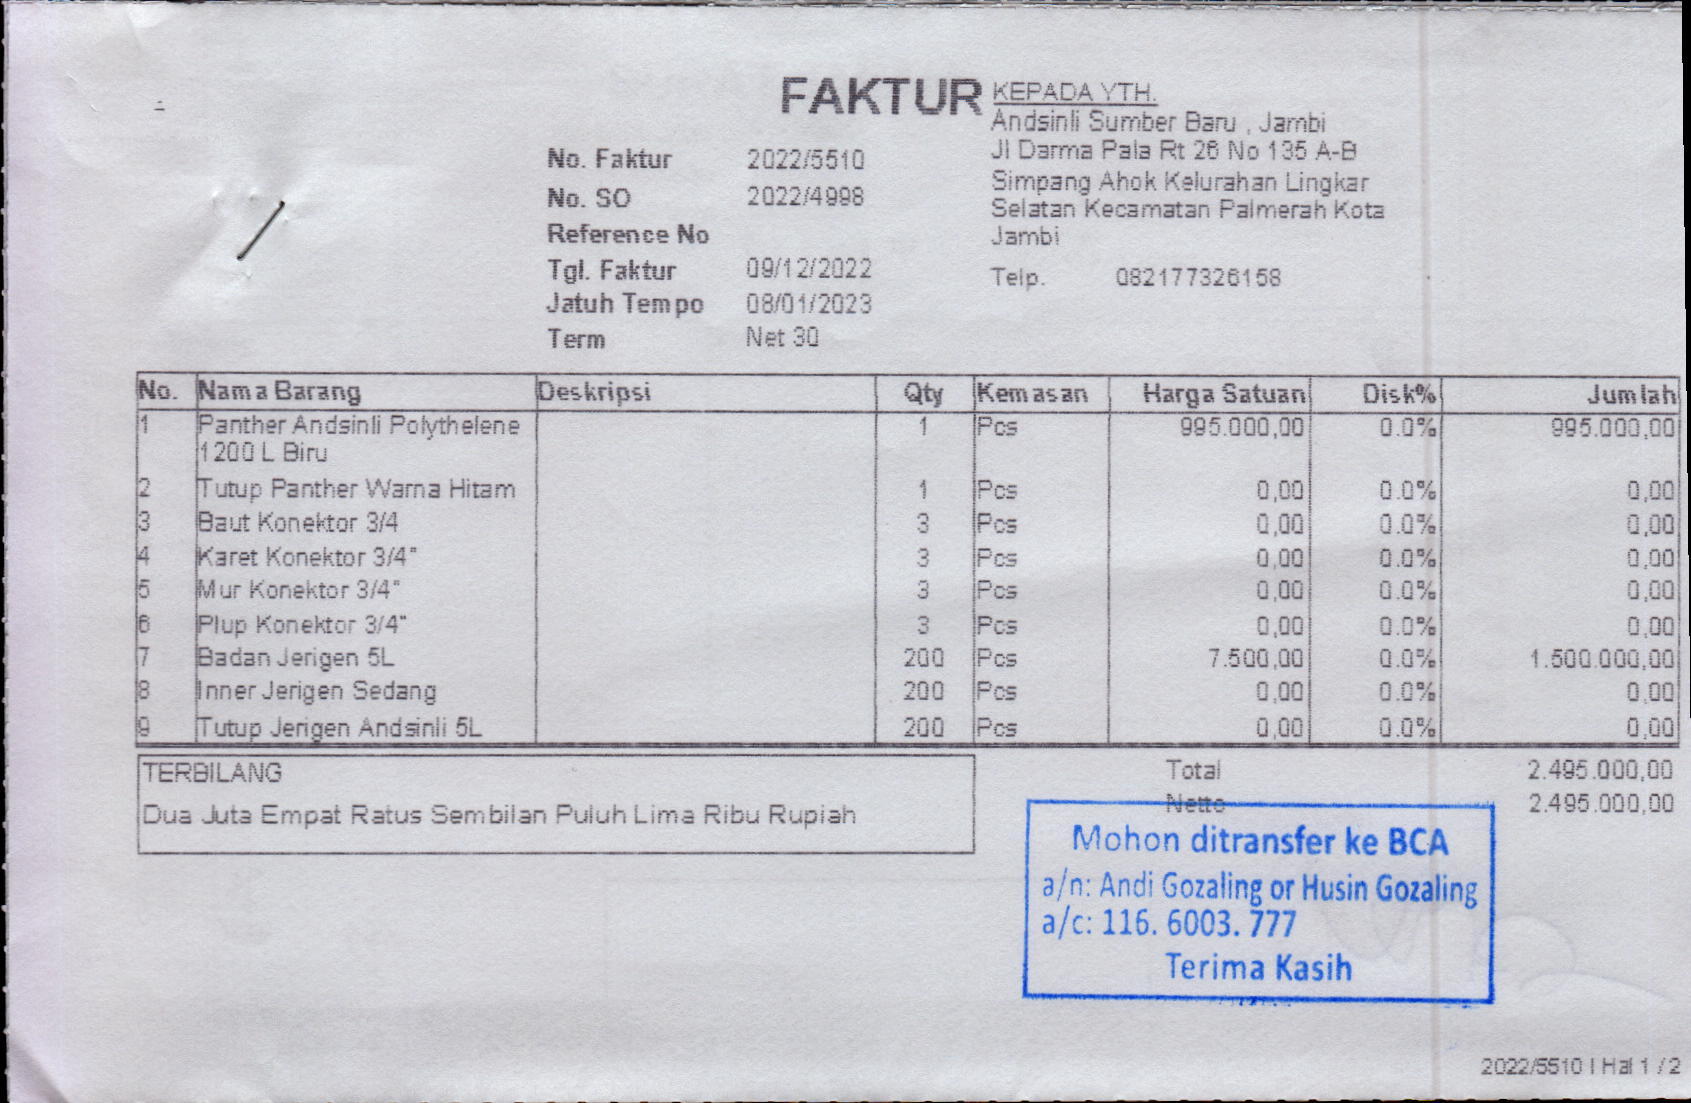 FAKTUR
KEPADA YTH.
Andsinli Sumber Baru , Jambi
Jl Darma Pala Rt 26 No 135 A-B
Simpang Ahok Kelurahan Lingkar
Selatan Kecamatan Palmerah Kota
Jambi
Telp. 082177326158
No. Faktur 2022/5510
No. SO 2022/4998
Reference No
Tgl. Faktur 09/12/2022
Jatuh Tempo 08/01/2023
Term Net 30
No. Nama Barang Deskripsi Qty Kemasan Harga Satuan Disk% Jumlah
1 Panther Andsinli Polythelene 1 Pcs 995.000,00 0.0% 995.000,00
1200 L Biru
2 Tutup Panther Warna Hitam 1 Pcs 0,00 0.0% 0,00
3 Baut Konektor 3/4 3 Pcs 0,00 0.0% 0,00
4 Karet Konektor 3/4" 3 Pcs 0,00 0.0% 0,00
5 Mur Konektor 3/4" 3 Pcs 0,00 0.0% 0,00
6 Plup Konektor 3/4" 3 Pcs 0,00 0.0% 0,00
7 Badan Jerigen 5L 200 Pcs 7.500,00 0.0% 1.500.000,00
8 Inner Jerigen Sedang 200 Pcs 0,00 0.0% 0,00
9 Tutup Jerigen Andsinli 5L 200 Pcs 0,00 0.0% 0,00
TERBILANG
Dua Juta Empat Ratus Sembilan Puluh Lima Ribu Rupiah
Total 2.495.000,00
Netto 2.495.000,00
Mohon ditransfer ke BCA
a/n: Andi Gozaling or Husin Gozaling
a/c: 116. 6003. 777
Terima Kasih
2022/5510 | Hal 1 / 2